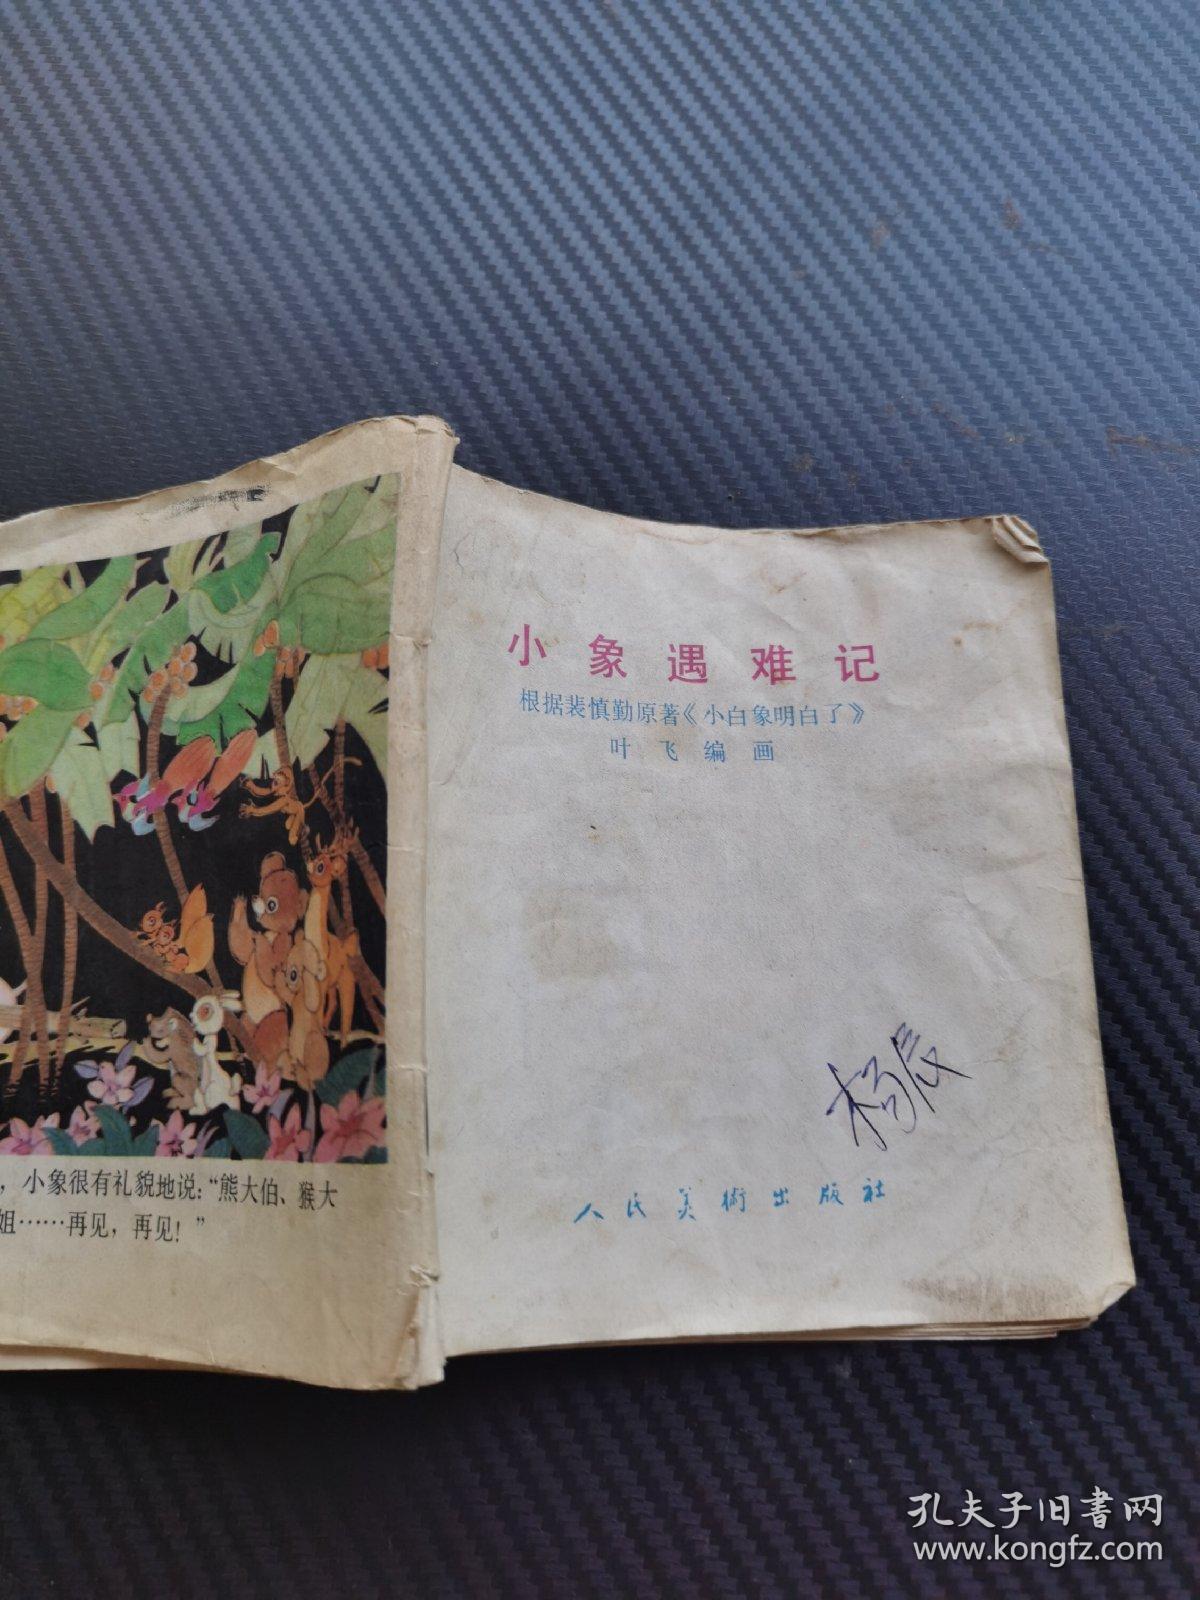 ，小象很有礼貌地说：“熊大伯、猴大
姐……再见，再见！”
小象遇难记
根据裴慎勤原著《小白象明白了》
叶飞编画
杨辰
人民美術出版社
孔夫子旧书网
www.kongfz.com